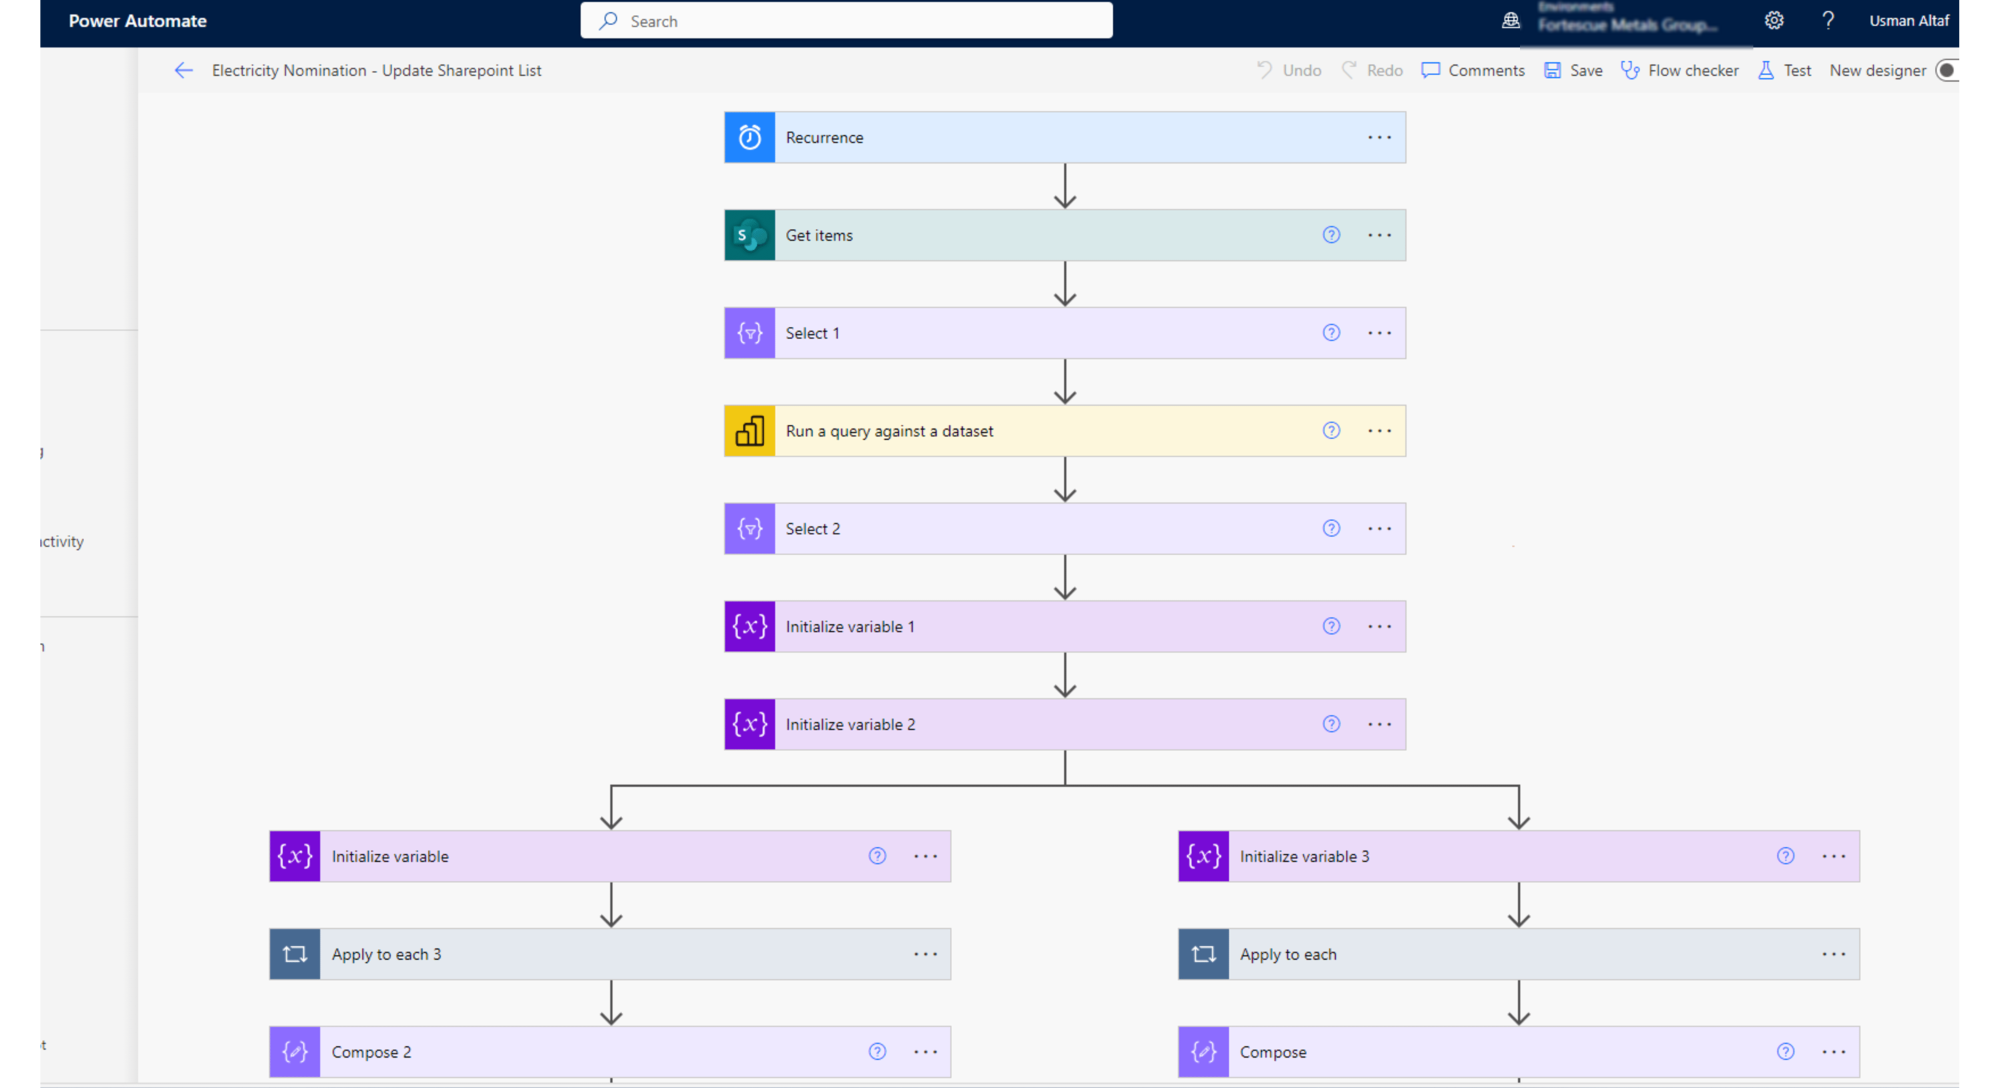 Power Automate
Search
Environments
Fortescue Metals Group...
Usman Altaf
Electricity Nomination - Update Sharepoint List
Undo
Redo
Comments
Save
Flow checker
Test
New designer
Recurrence
Get items
Select 1
Run a query against a dataset
ctivity
Select 2
Initialize variable 1
Initialize variable 2
Initialize variable
Initialize variable 3
Apply to each 3
Apply to each
Compose 2
Compose